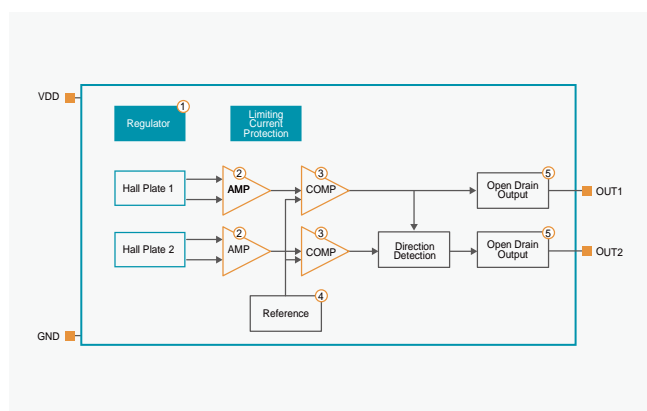 VDD
Regulator
1
Limiting
Current
Protection
Hall Plate 1
2
AMP
3
COMP
5
Open Drain
Output
OUT1
Hall Plate 2
2
AMP
3
COMP
Direction
Detection
5
Open Drain
Output
OUT2
4
Reference
GND